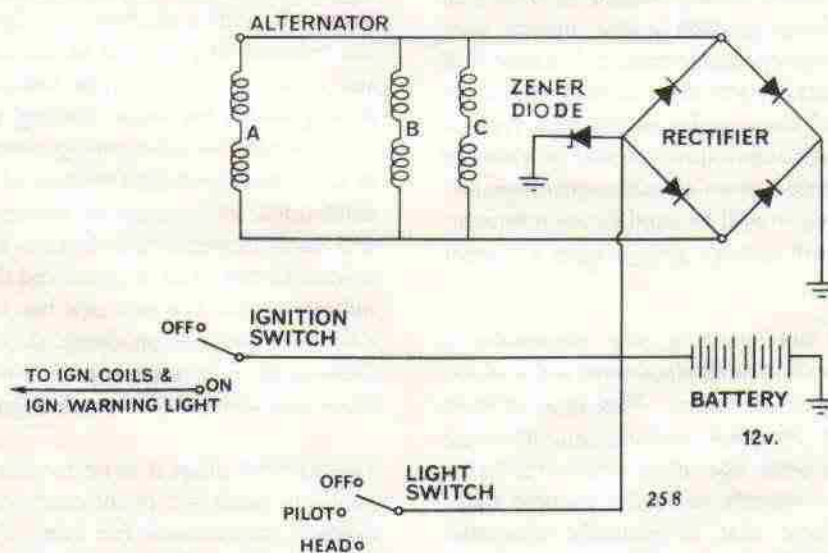 ALTERNATOR
A
B
C
ZENER
DIODE
RECTIFIER
OFF
IGNITION
SWITCH
TO IGN. COILS &
IGN. WARNING LIGHT
ON
BATTERY
12v.
LIGHT
SWITCH
OFF
PILOT
HEAD
258